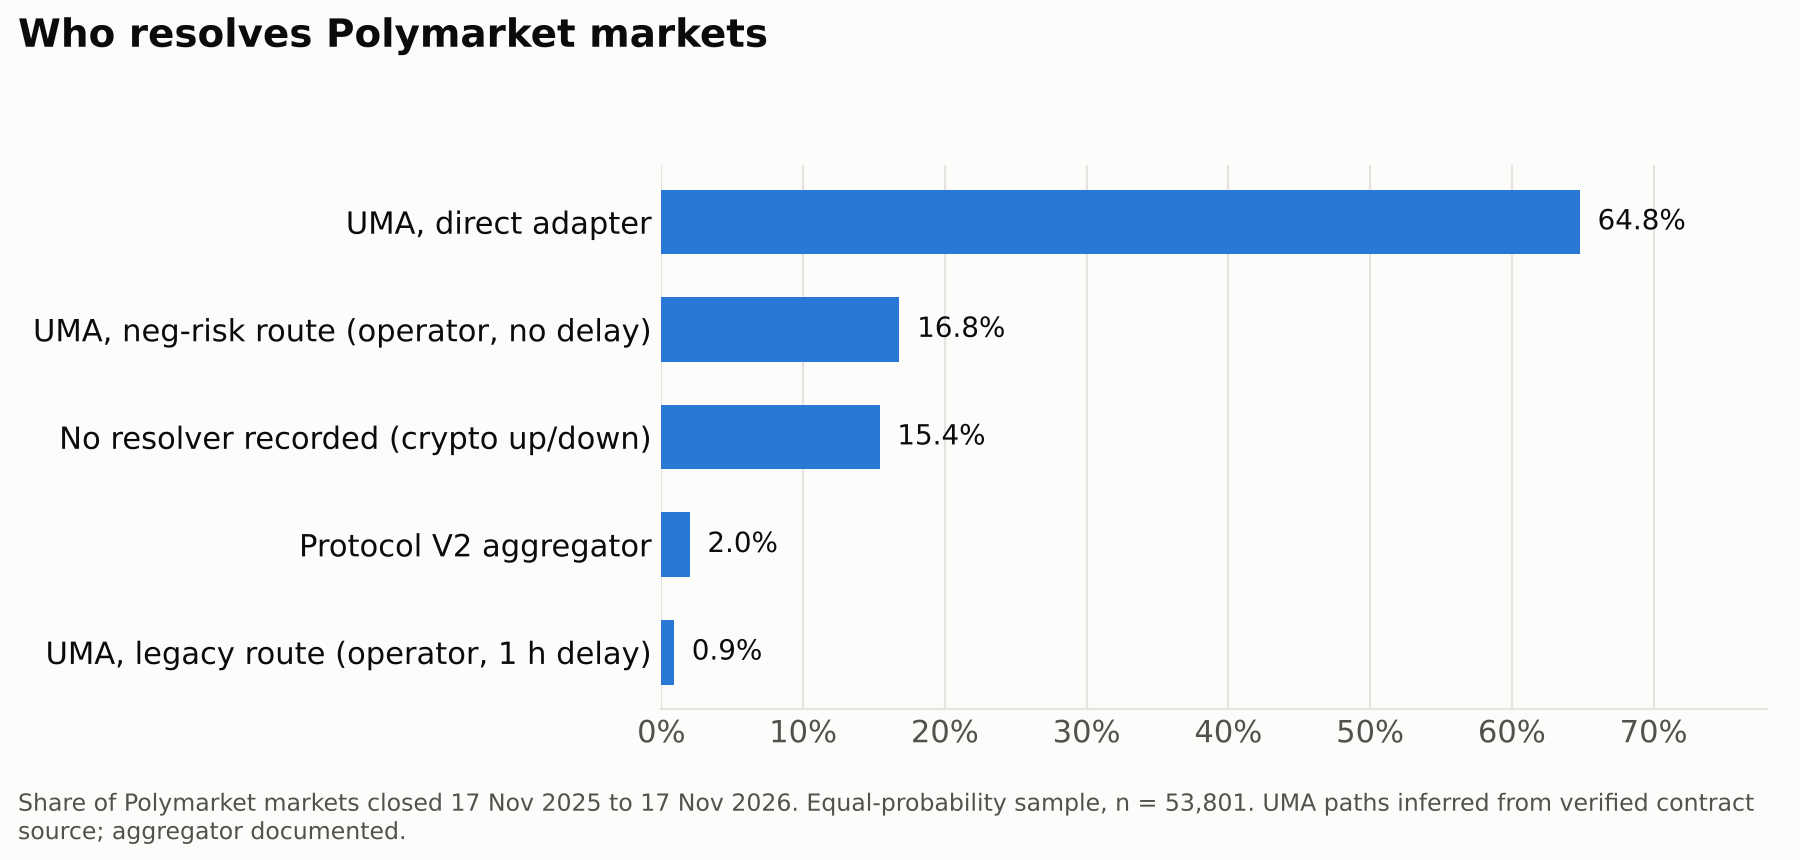 Who resolves Polymarket markets
UMA, direct adapter
64.8%
UMA, neg-risk route (operator, no delay)
16.8%
No resolver recorded (crypto up/down)
15.4%
Protocol V2 aggregator
2.0%
UMA, legacy route (operator, 1 h delay)
0.9%
0% 10% 20% 30% 40% 50% 60% 70%
Share of Polymarket markets closed 17 Nov 2025 to 17 Nov 2026. Equal-probability sample, n = 53,801. UMA paths inferred from verified contract
source; aggregator documented.